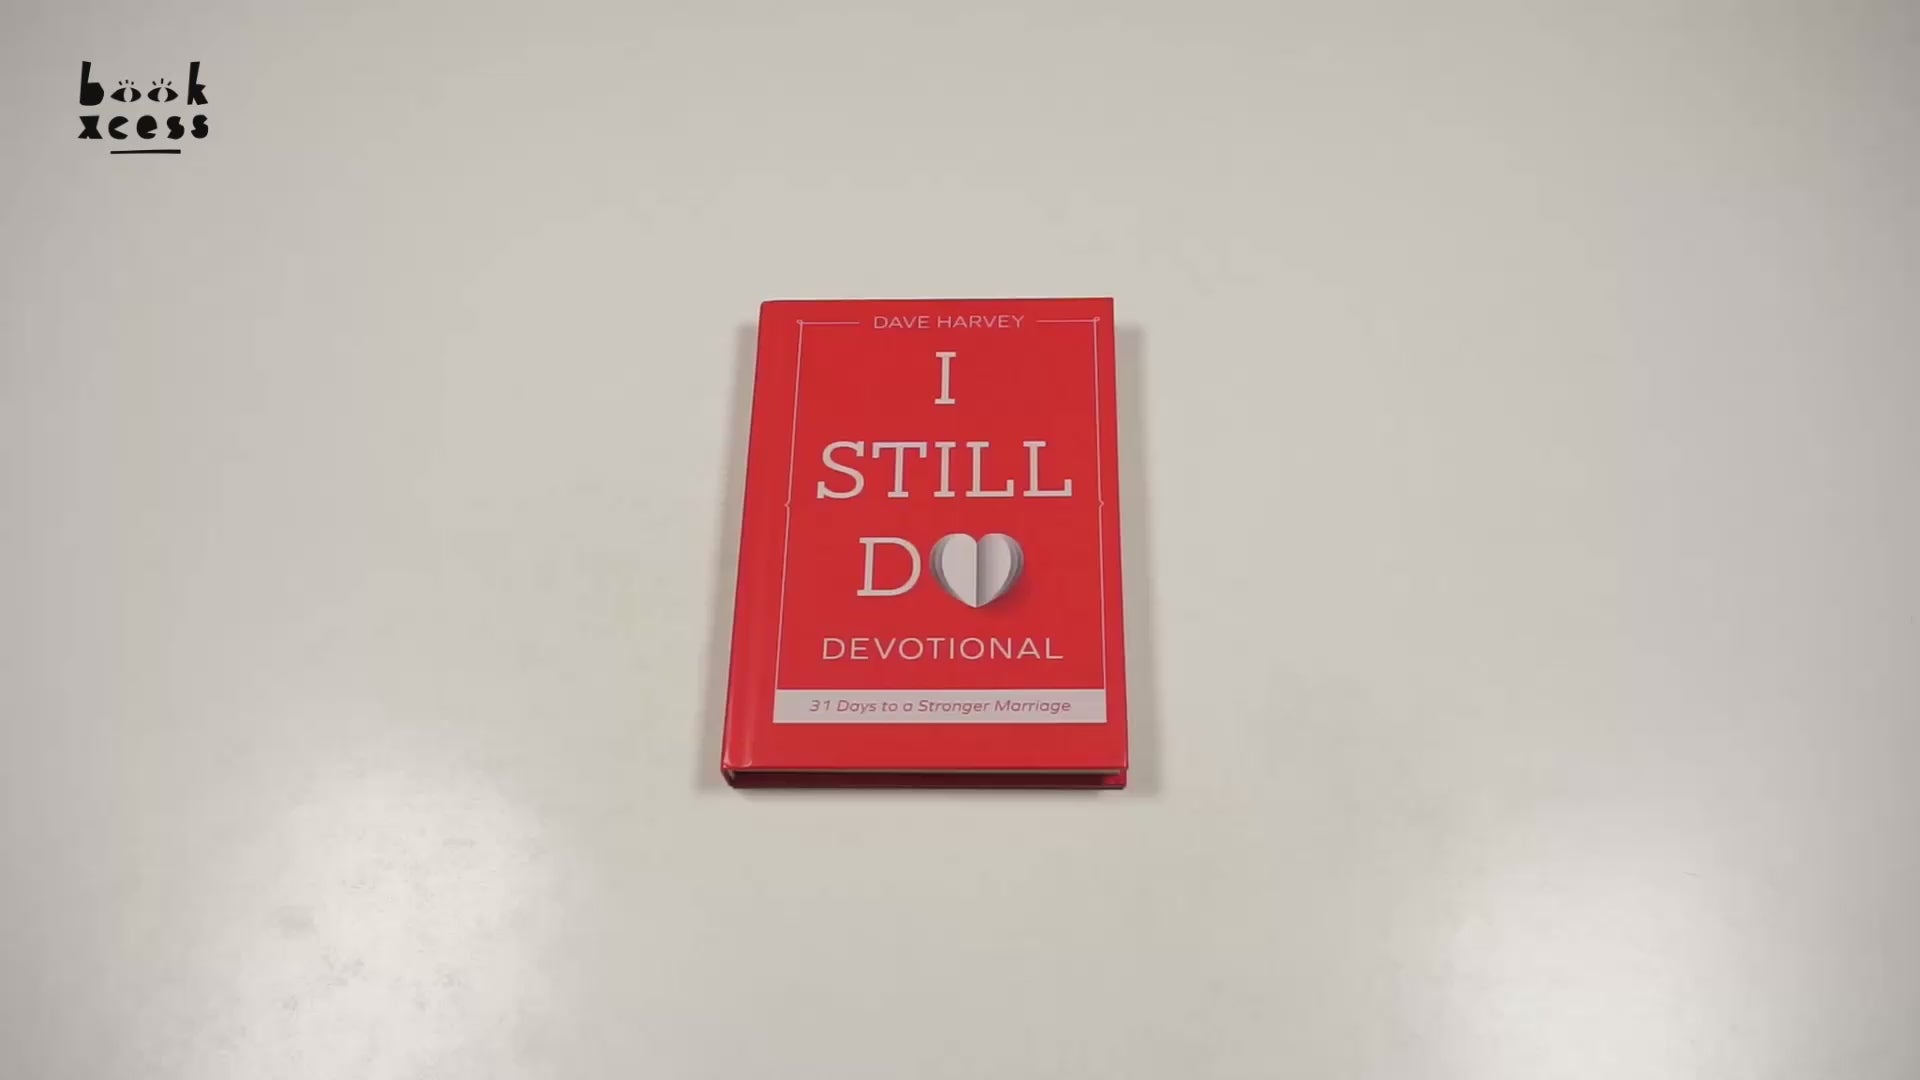 book
xcess
DAVE HARVEY
I
STILL
DO
DEVOTIONAL
31 Days to a Stronger Marriage